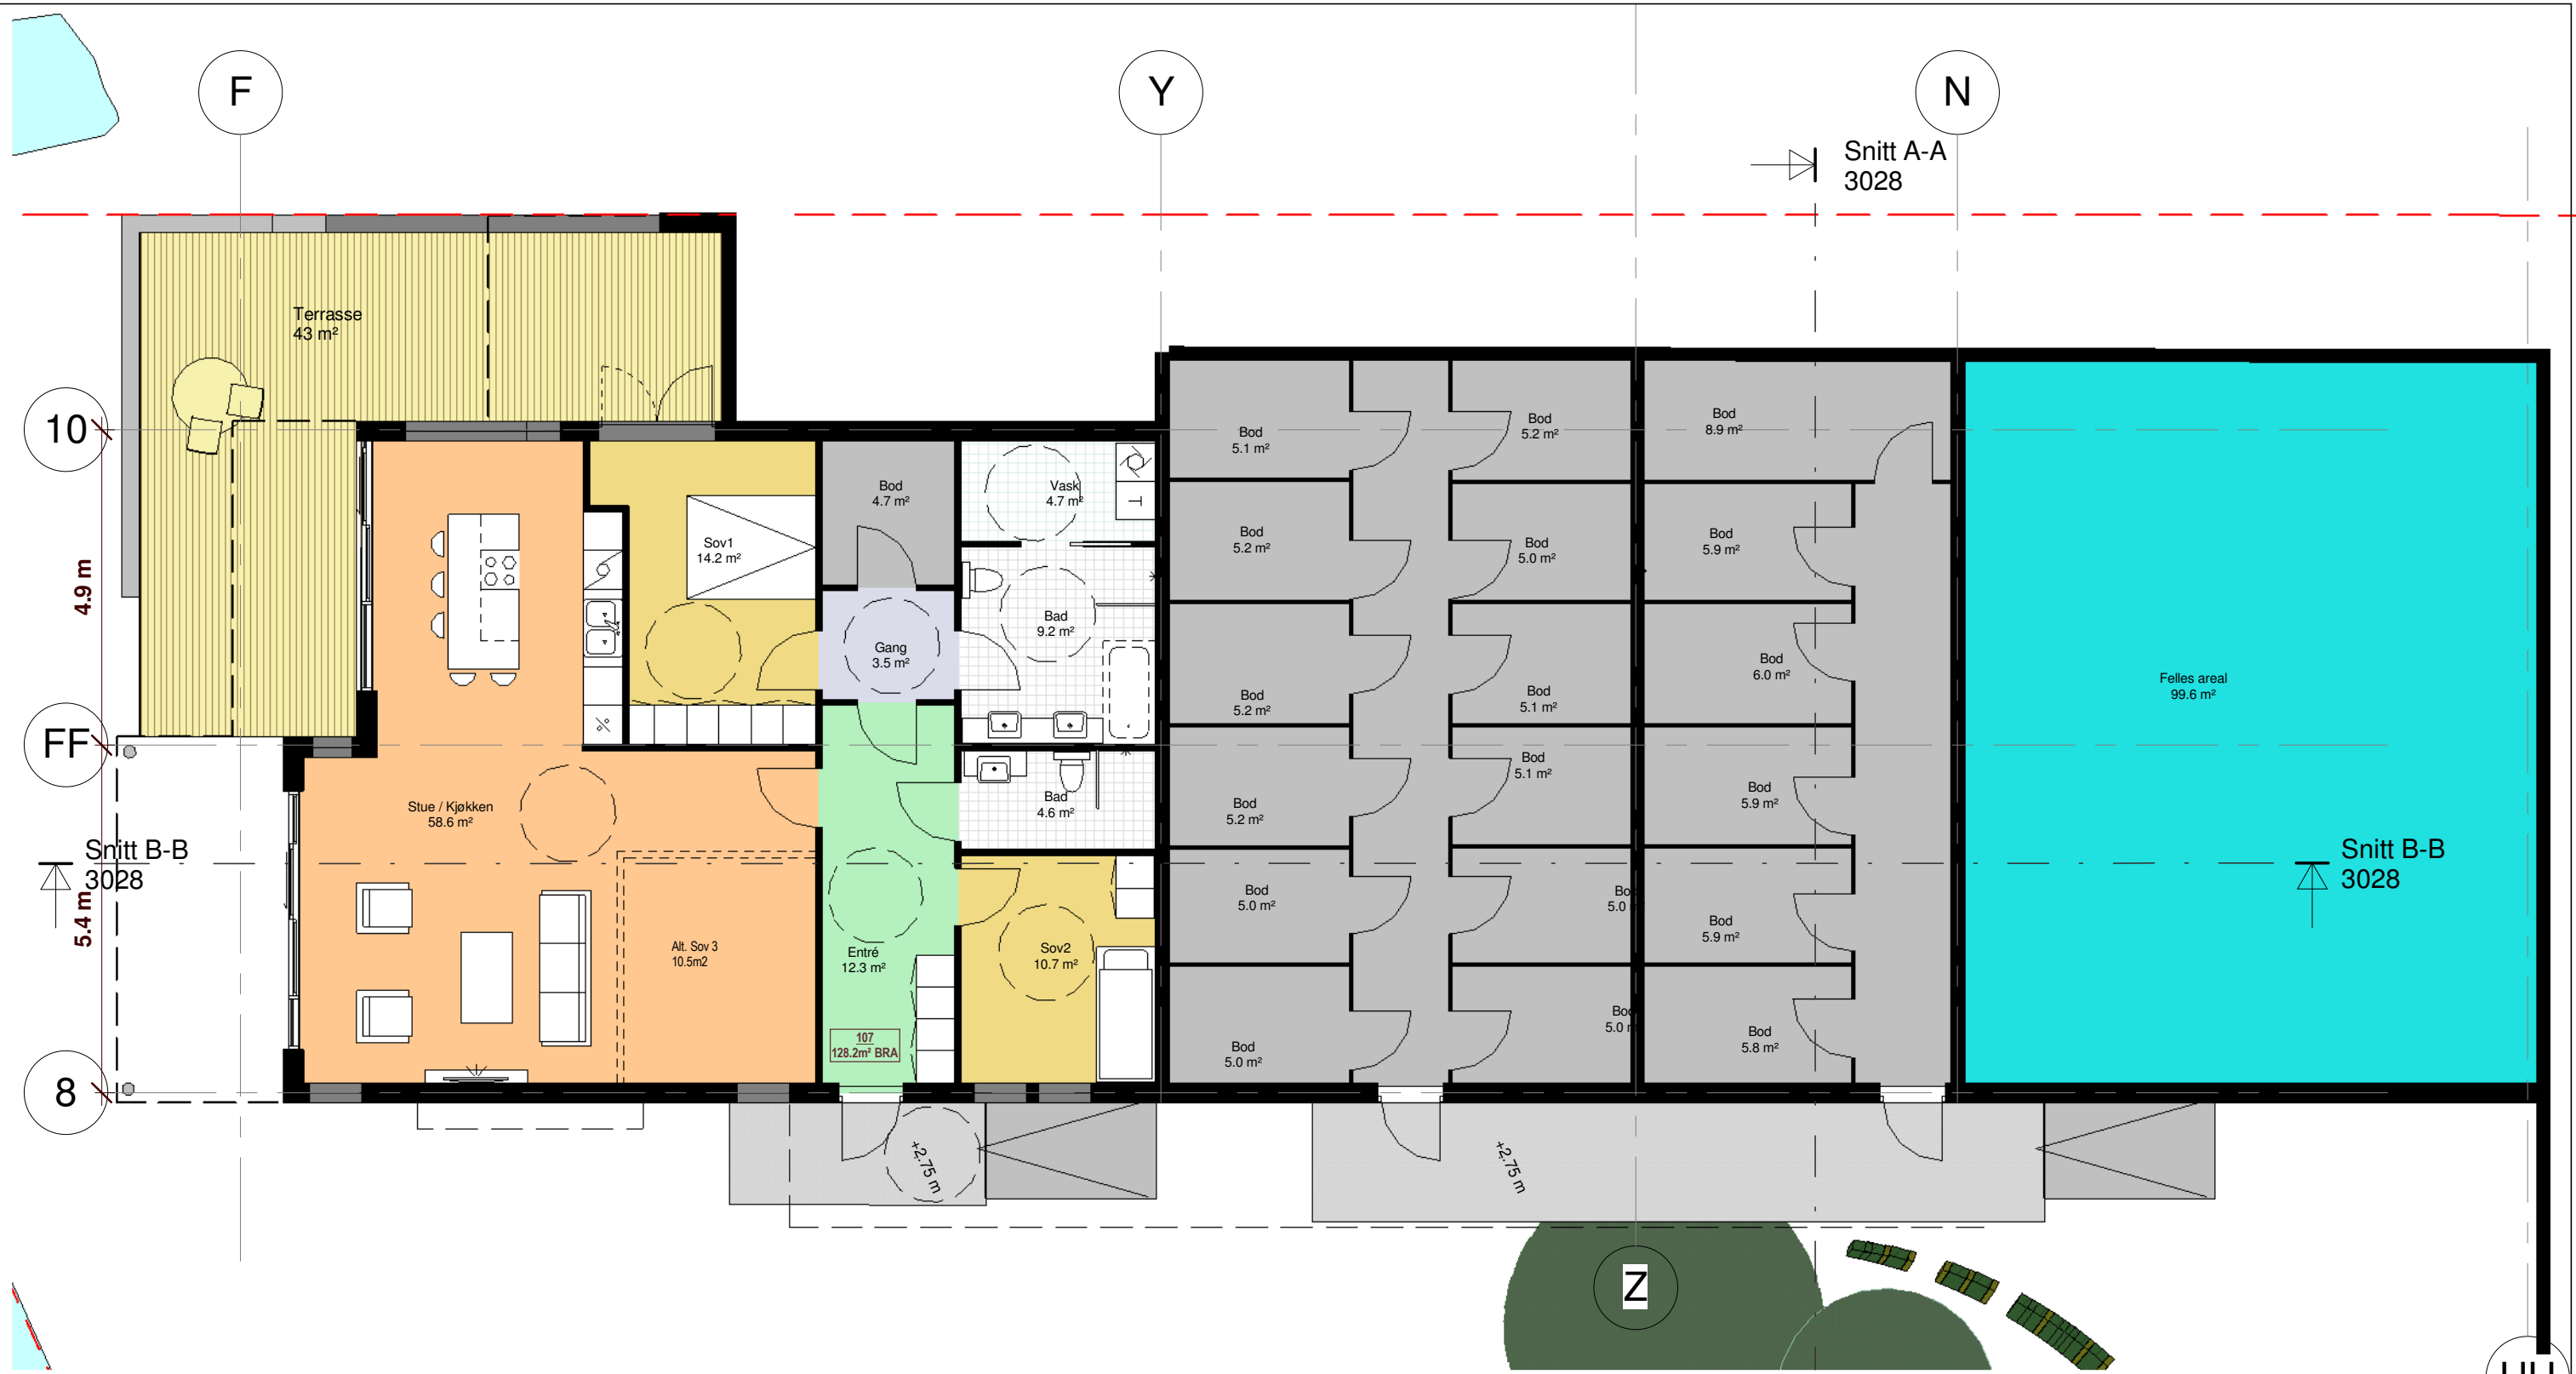 F
Y
N
Snitt A-A
3028
Terrasse
43 m²
10
4.9 m
FF
5.4 m
8
Snitt B-B
3028
Sov1
14.2 m²
Bod
4.7 m²
Vask
4.7 m²
T
Bad
9.2 m²
Gang
3.5 m²
%
Stue / Kjøkken
58.6 m²
Bad
4.6 m²
Alt. Sov 3
10.5m2
Entré
12.3 m²
Sov2
10.7 m²
107
128.2m² BRA
Bod
5.1 m²
Bod
5.2 m²
Bod
5.2 m²
Bod
5.2 m²
Bod
5.0 m²
Bod
5.0 m²
Bod
5.2 m²
Bod
5.0 m²
Bod
5.1 m²
Bod
5.1 m²
Bo
5.0
Bo
5.0
Bod
8.9 m²
Bod
5.9 m²
Bod
6.0 m²
Bod
5.9 m²
Bod
5.9 m²
Bod
5.8 m²
Felles areal
99.6 m²
Snitt B-B
3028
+2.75 m
+2.75 m
Z